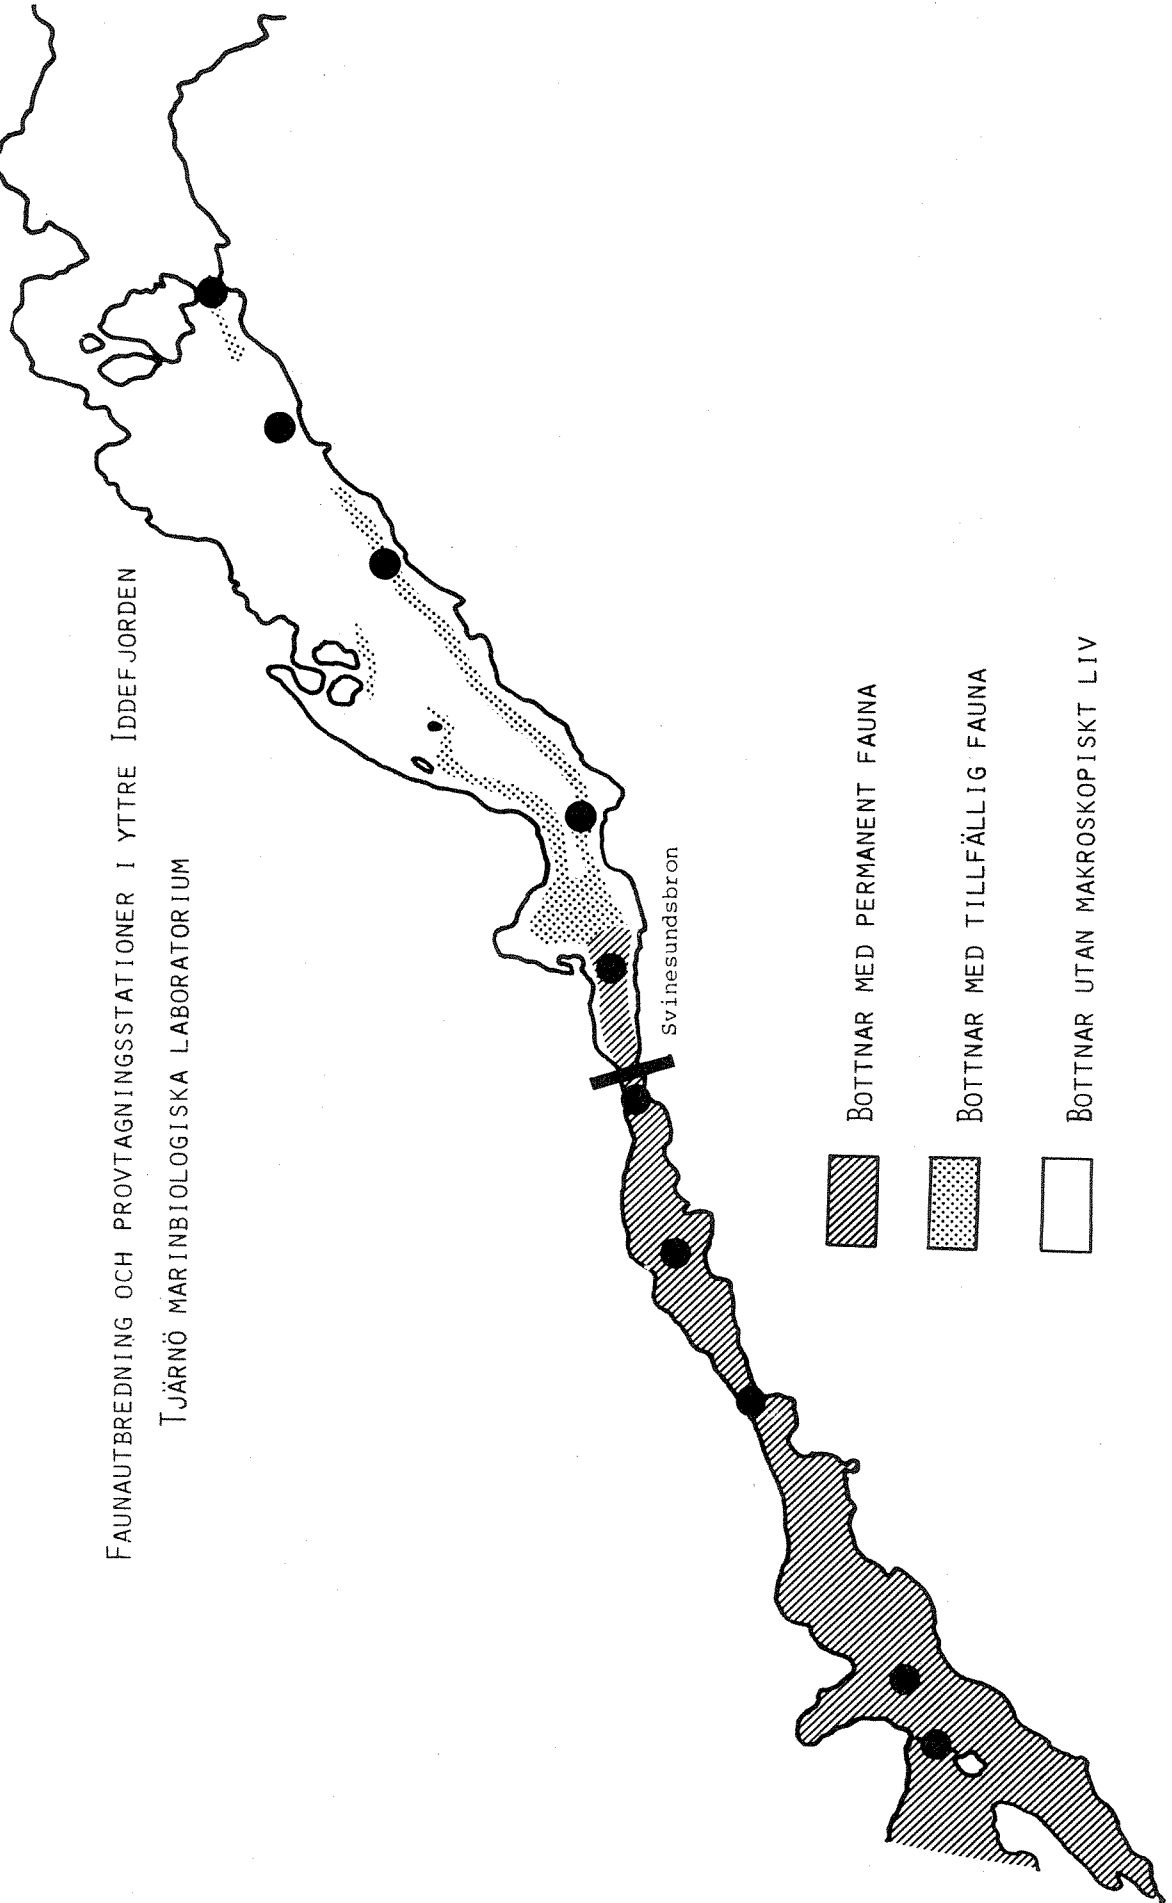 FAUNAUTBREDNING OCH PROVTAGNINGSSTATIONER I YTTRE IDDEFJORDEN
TJÄRNÖ MARINBIOLOGISKA LABORATORIUM
Svinesundsbron
BOTTNAR MED PERMANENT FAUNA
BOTTNAR MED TILLFÄLLIG FAUNA
BOTTNAR UTAN MAKROSKOPISKT LIV